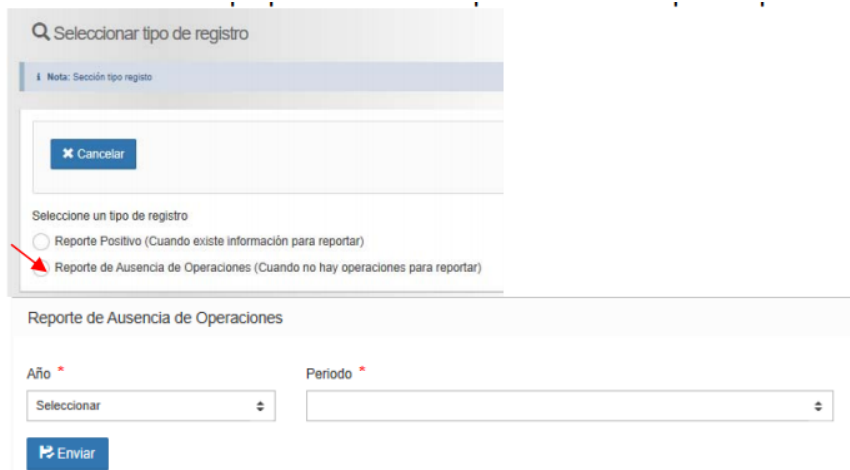 Seleccionar tipo de registro
i Nota: Sección tipo registo
✖ Cancelar
Seleccione un tipo de registro
Reporte Positivo (Cuando existe información para reportar)
Reporte de Ausencia de Operaciones (Cuando no hay operaciones para reportar)
Reporte de Ausencia de Operaciones
Año * Periodo *
Seleccionar
Enviar